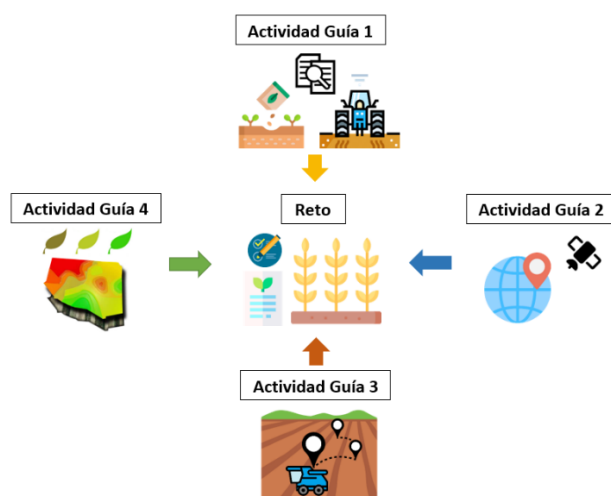 Actividad Guía 1
Actividad Guía 4
Reto
Actividad Guía 2
Actividad Guía 3